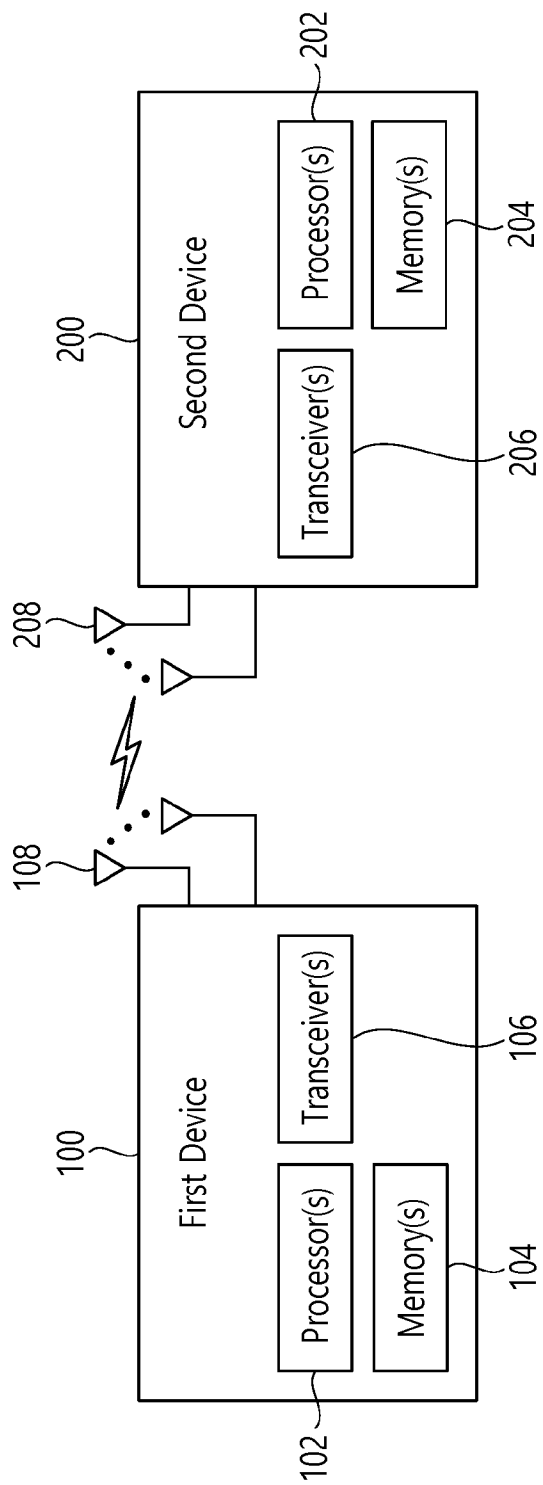 100
108
208
200
First Device
Second Device
102
Processor(s)
Transceiver(s)
Transceiver(s)
Processor(s)
202
Memory(s)
Memory(s)
104
106
206
204